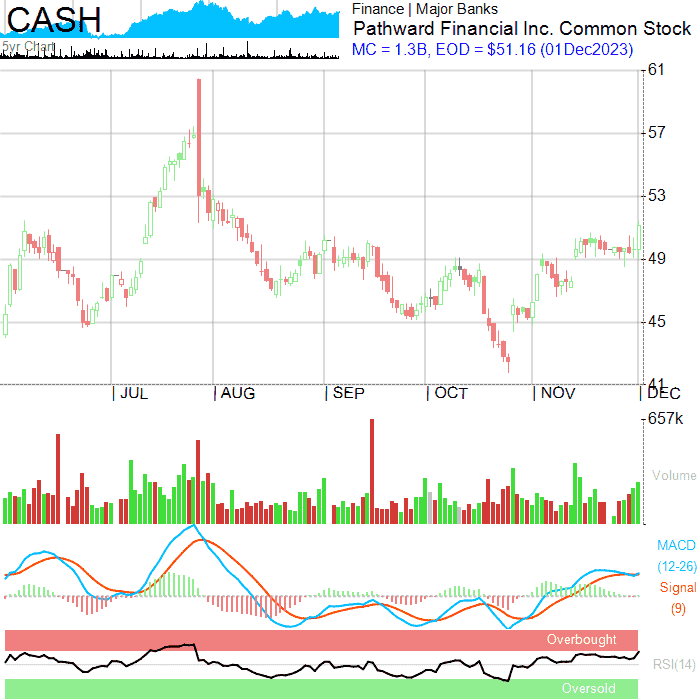 CASH
5yr Chart
Finance | Major Banks
Pathward Financial Inc. Common Stock
MC = 1.3B, EOD = $51.16 (01Dec2023)
61
57
53
49
45
41
| JUL
| AUG
| SEP
| OCT
| NOV
| DEC
657k
Volume
MACD
(12-26)
Signal
(9)
Overbought
RSI(14)
Oversold